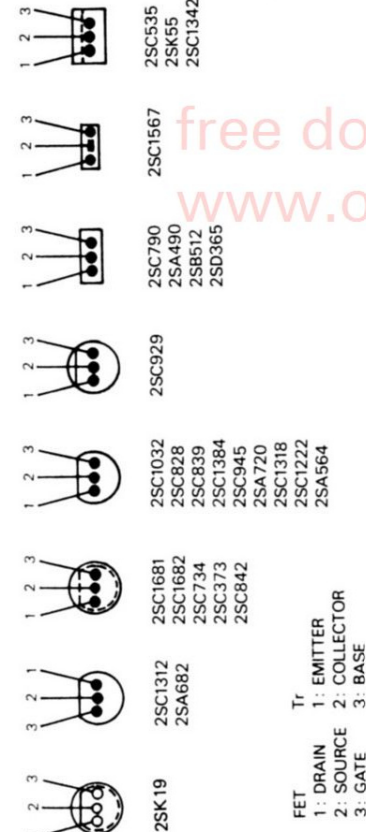 2 3
2SK19
3 2 1
2SC1312
2SA682
1 2 3
2SC1681
2SC1682
2SC734
2SC373
2SC842
1 2 3
2SC1032
2SC828
2SC839
2SC1384
2SC945
2SA720
2SC1318
2SC1222
2SA564
1 2 3
2SC929
1 2 3
2SC790
2SA490
2SB512
2SD365
1 2 3
2SC1567
1 2 3
2SC535
2SK55
2SC1342
FET
1 : DRAIN
2 : SOURCE
3 : GATE
Tr
1 : EMITTER
2 : COLLECTOR
3 : BASE
free do
www.o